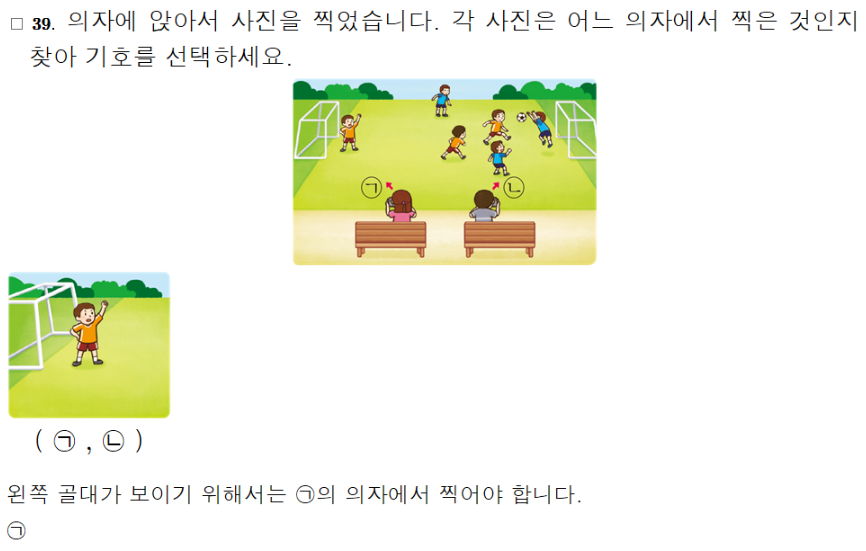 □ 39. 의자에 앉아서 사진을 찍었습니다. 각 사진은 어느 의자에서 찍은 것인지
찾아 기호를 선택하세요.
㉠ ㉡
( ㉠ , ㉡ )
왼쪽 골대가 보이기 위해서는 ㉠의 의자에서 찍어야 합니다.
㉠